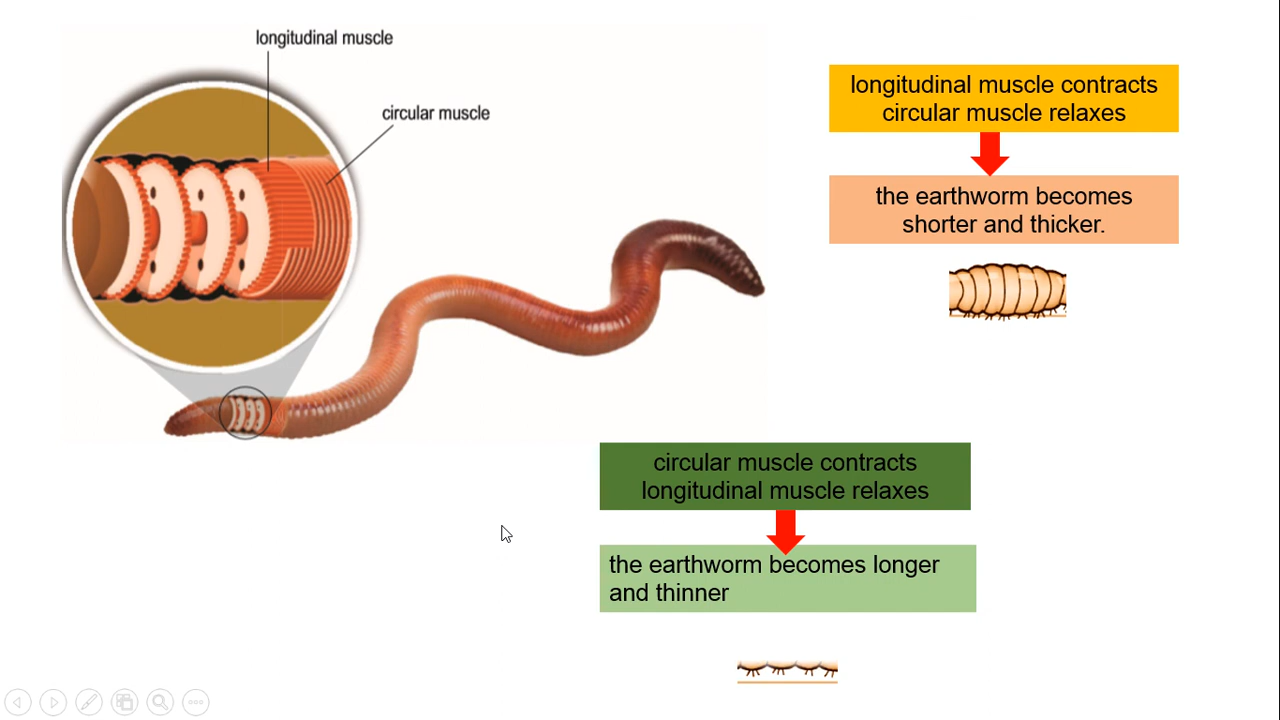 longitudinal muscle
circular muscle
longitudinal muscle contracts
circular muscle relaxes
the earthworm becomes
shorter and thicker.
circular muscle contracts
longitudinal muscle relaxes
the earthworm becomes longer
and thinner